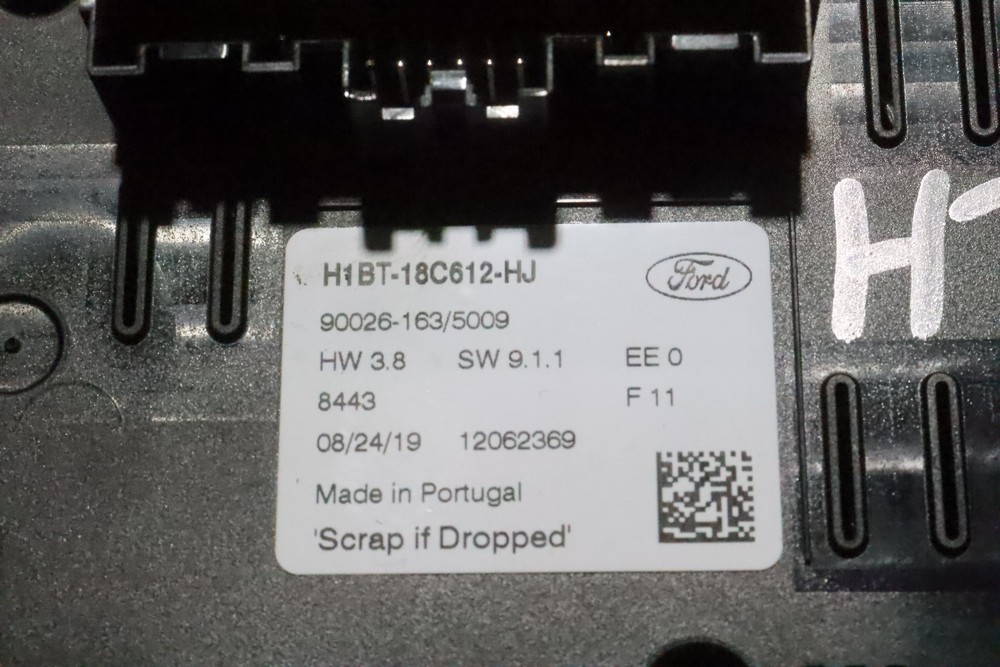 H1BT-18C612-HJ
Ford
90026-163/5009
HW 3.8 SW 9.1.1 EE 0
8443 F 11
08/24/19 12062369
Made in Portugal
'Scrap if Dropped'
H